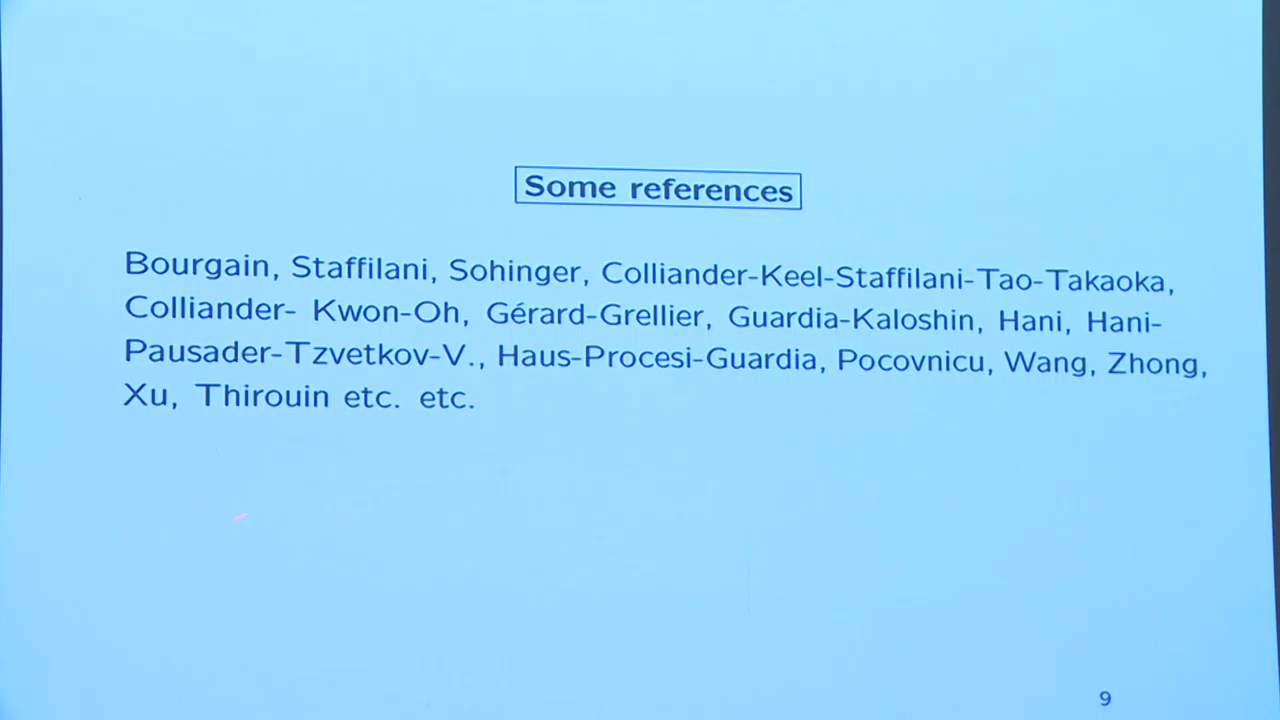 Some references
Bourgain, Staffilani, Sohinger, Colliander-Keel-Staffilani-Tao-Takaoka,
Colliander- Kwon-Oh, Gérard-Grellier, Guardia-Kaloshin, Hani, Hani-
Pausader-Tzvetkov-V., Haus-Procesi-Guardia, Pocovnicu, Wang, Zhong,
Xu, Thirouin etc. etc.
9